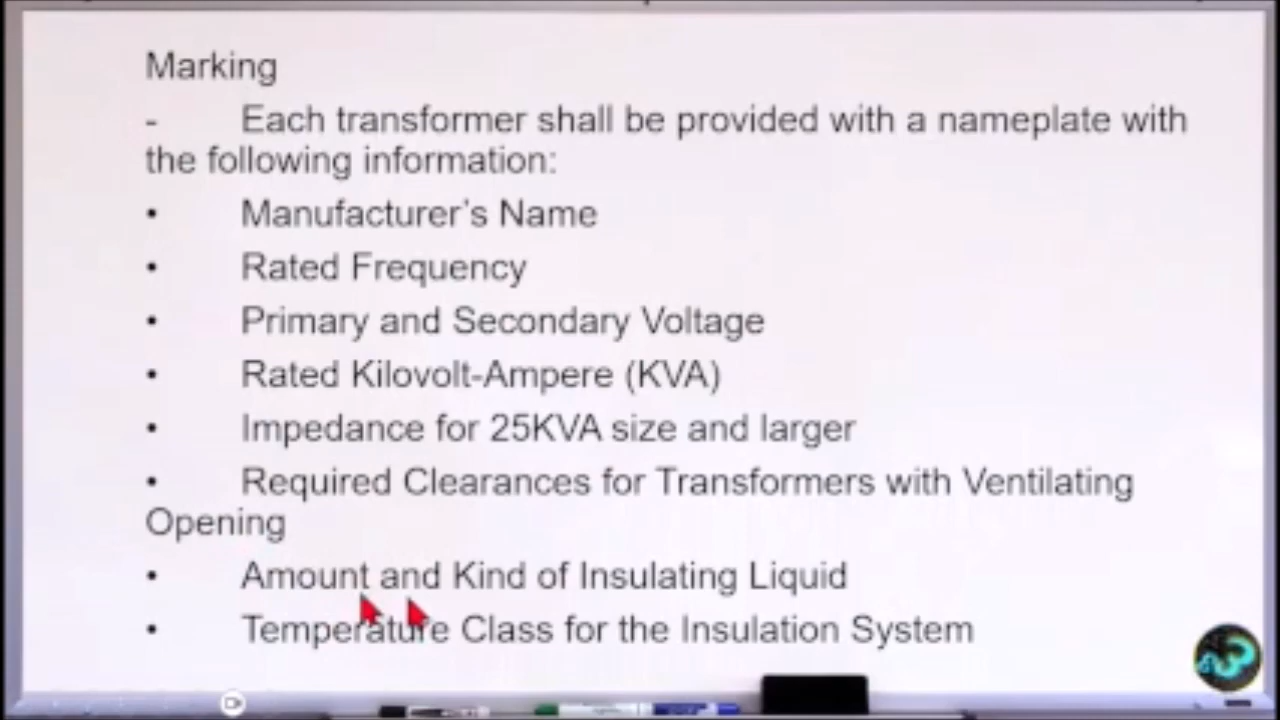 Marking
- Each transformer shall be provided with a nameplate with
the following information:
• Manufacturer’s Name
• Rated Frequency
• Primary and Secondary Voltage
• Rated Kilovolt-Ampere (KVA)
• Impedance for 25KVA size and larger
• Required Clearances for Transformers with Ventilating
Opening
• Amount and Kind of Insulating Liquid
• Temperature Class for the Insulation System